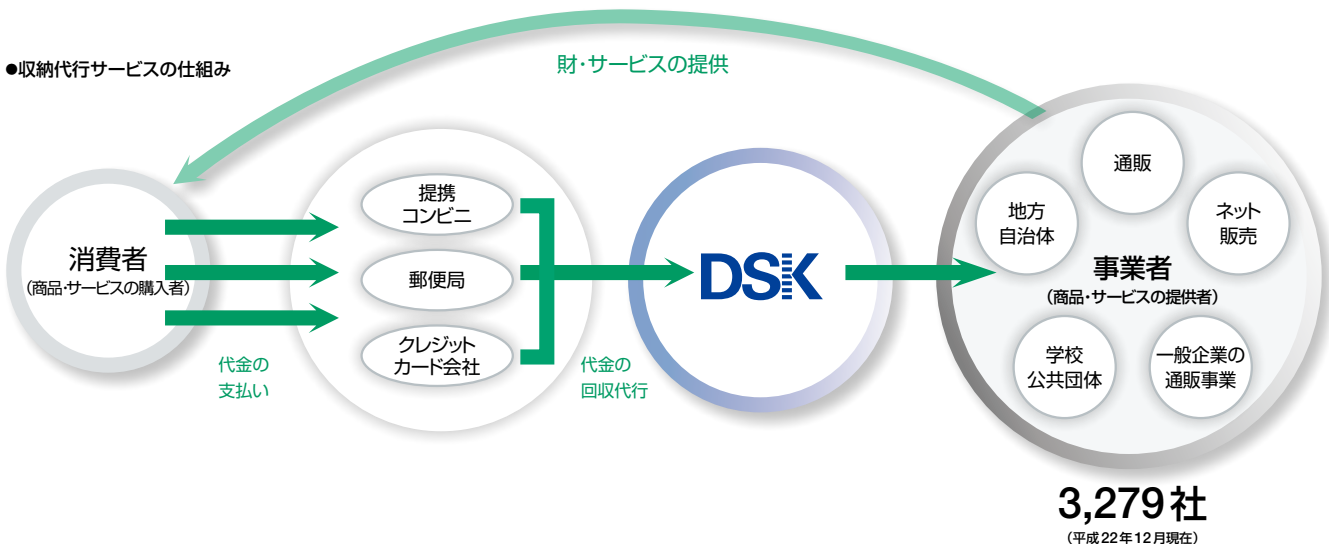 ●収納代行サービスの仕組み
財・サービスの提供
消費者
(商品・サービスの購入者)
代金の
支払い
提携
コンビニ
郵便局
クレジット
カード会社
代金の
回収代行
DSK
通販
地方
自治体
ネット
販売
事業者
(商品・サービスの提供者)
学校
公共団体
一般企業の
通販事業
3,279社
(平成22年12月現在)